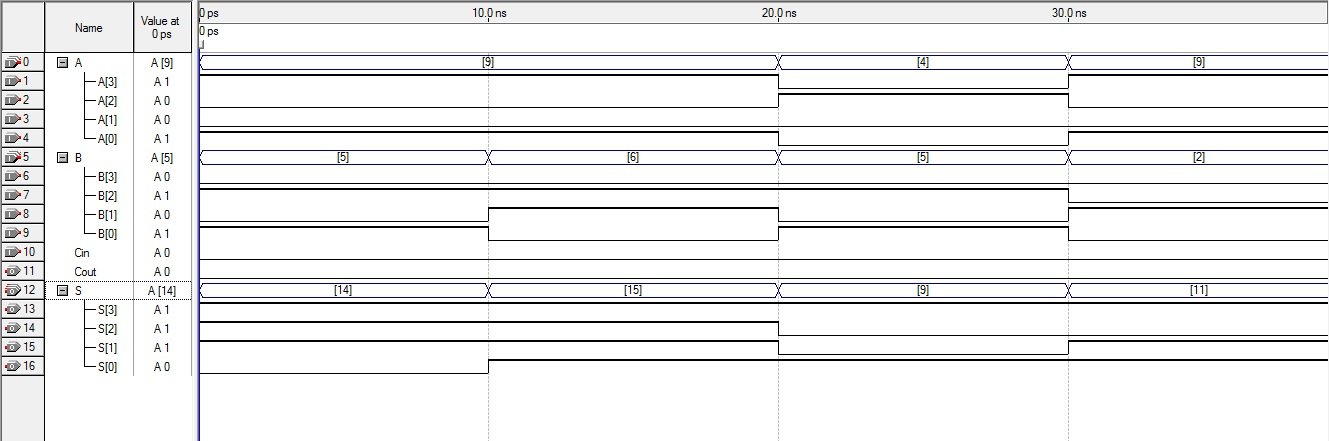 Name Value at 0 ps 0 ps 10.0 ns 20.0 ns 30.0 ns
0 ps
0 A A [9] [9] [4] [9]
1 A[3] A 1
2 A[2] A 0
3 A[1] A 0
4 A[0] A 1
5 B A [5] [5] [6] [5] [2]
6 B[3] A 0
7 B[2] A 1
8 B[1] A 0
9 B[0] A 1
10 Cin A 0
11 Cout A 0
12 S A [14] [14] [15] [9] [11]
13 S[3] A 1
14 S[2] A 1
15 S[1] A 1
16 S[0] A 0